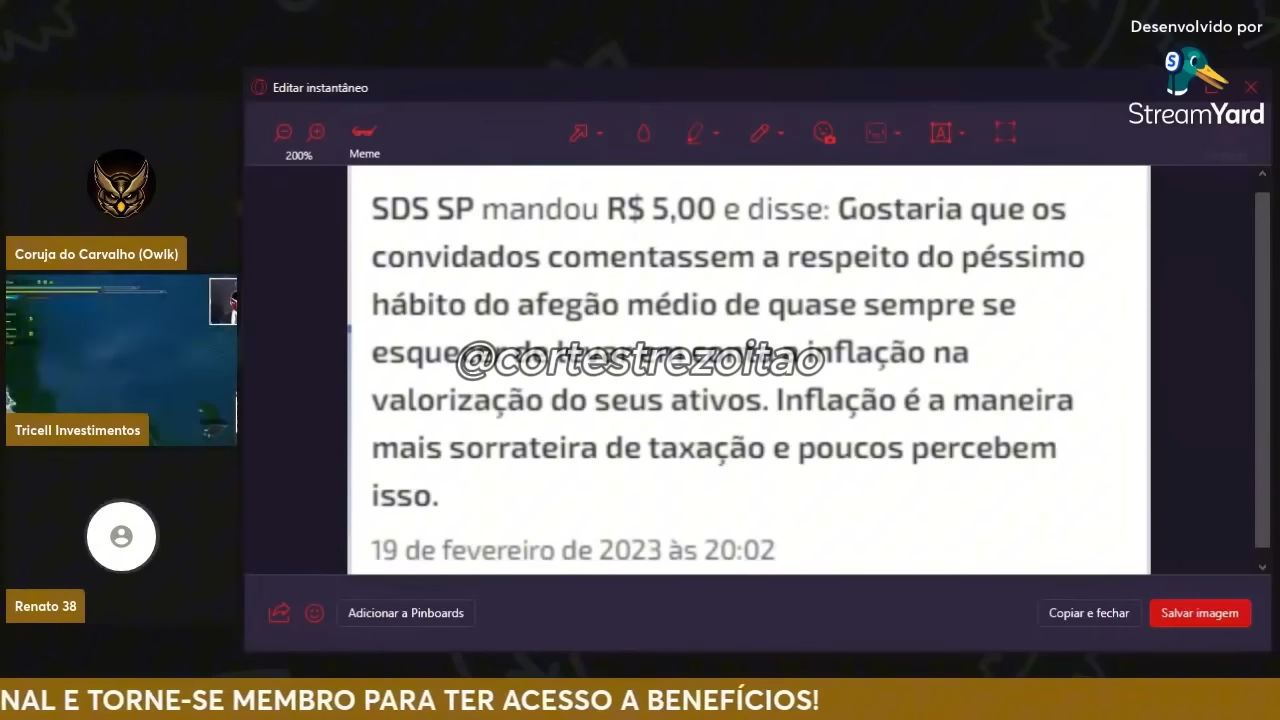 Desenvolvido por
StreamYard
Editar instantâneo
200%
Meme
SDS SP mandou R$ 5,00 e disse: Gostaria que os
convidados comentassem a respeito do péssimo
hábito do afegão médio de quase sempre se
inflação na
@cortestrezoitao
valorização do seus ativos. Inflação é a maneira
mais sorrateira de taxação e poucos percebem
isso.
19 de fevereiro de 2023 às 20:02
Coruja do Carvalho (Owlk)
Tricell Investimentos
Renato 38
Adicionar a Pinboards
Copiar e fechar
Salvar imagem
NAL E TORNE-SE MEMBRO PARA TER ACESSO A BENEFÍCIOS!